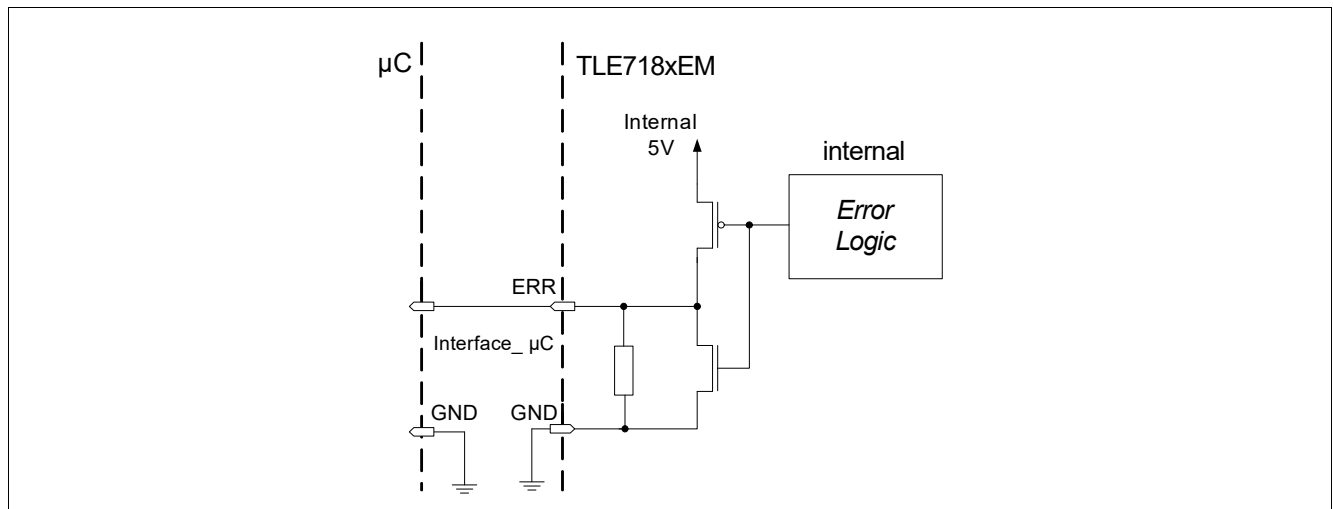 µC
TLE718xEM
Internal
5V
internal
Error
Logic
ERR
Interface_ µC
GND
GND